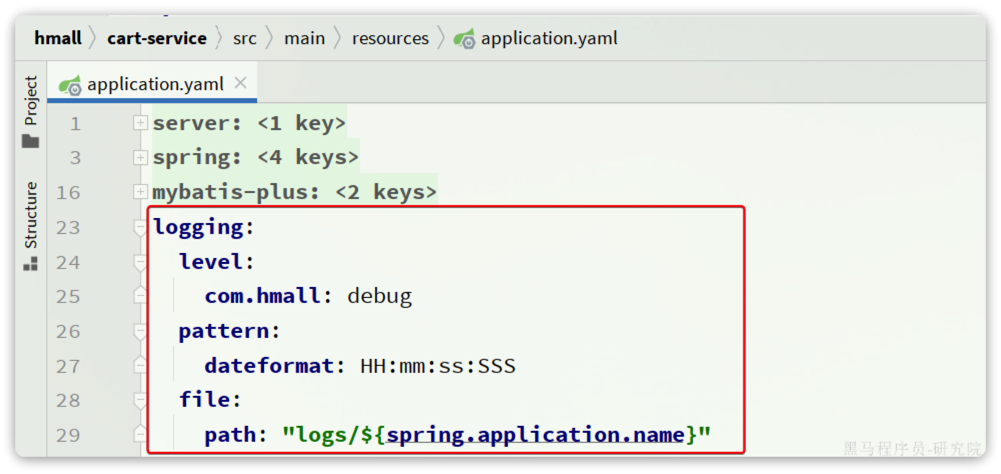 hmall 〉 cart-service 〉 src 〉 main 〉 resources 〉 application.yaml
application.yaml ×
Project
Structure
1 server: <1 key>
3 spring: <4 keys>
16 mybatis-plus: <2 keys>
23 logging:
24   level:
25     com.hmall: debug
26   pattern:
27     dateformat: HH:mm:ss:SSS
28   file:
29     path: "logs/${spring.application.name}"
黑马程序员-研究院